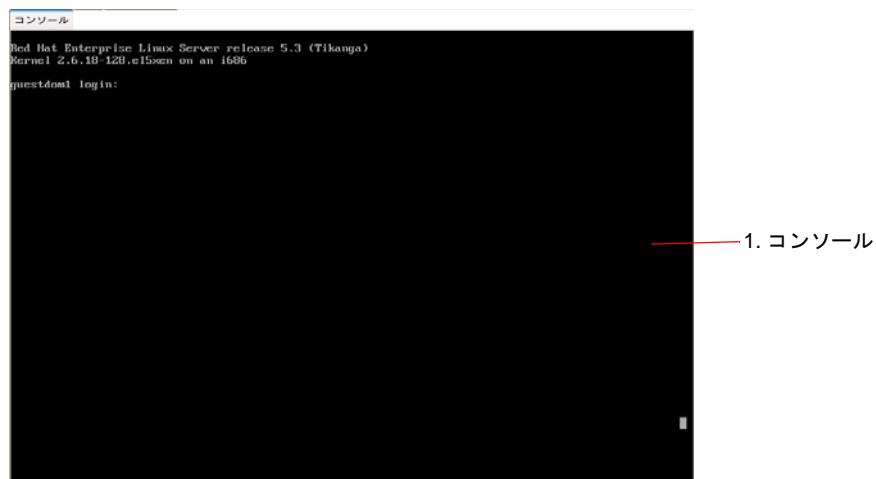 コンソール
Red Hat Enterprise Linux Server release 5.3 (Tikanga)
Kernel 2.6.18-128.el5xen on an i686
guestdom1 login:
1. コンソール